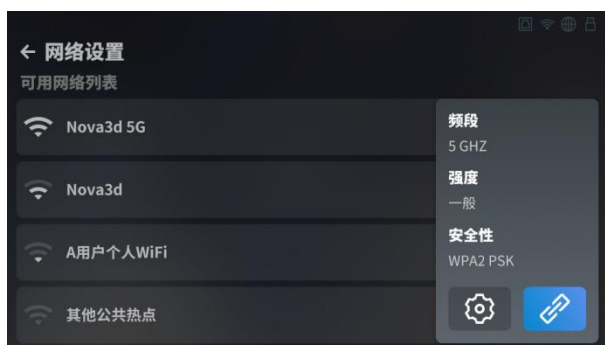 ← 网络设置
可用网络列表
Nova3d 5G
Nova3d
A用户个人WiFi
其他公共热点
频段
5 GHZ
强度
一般
安全性
WPA2 PSK